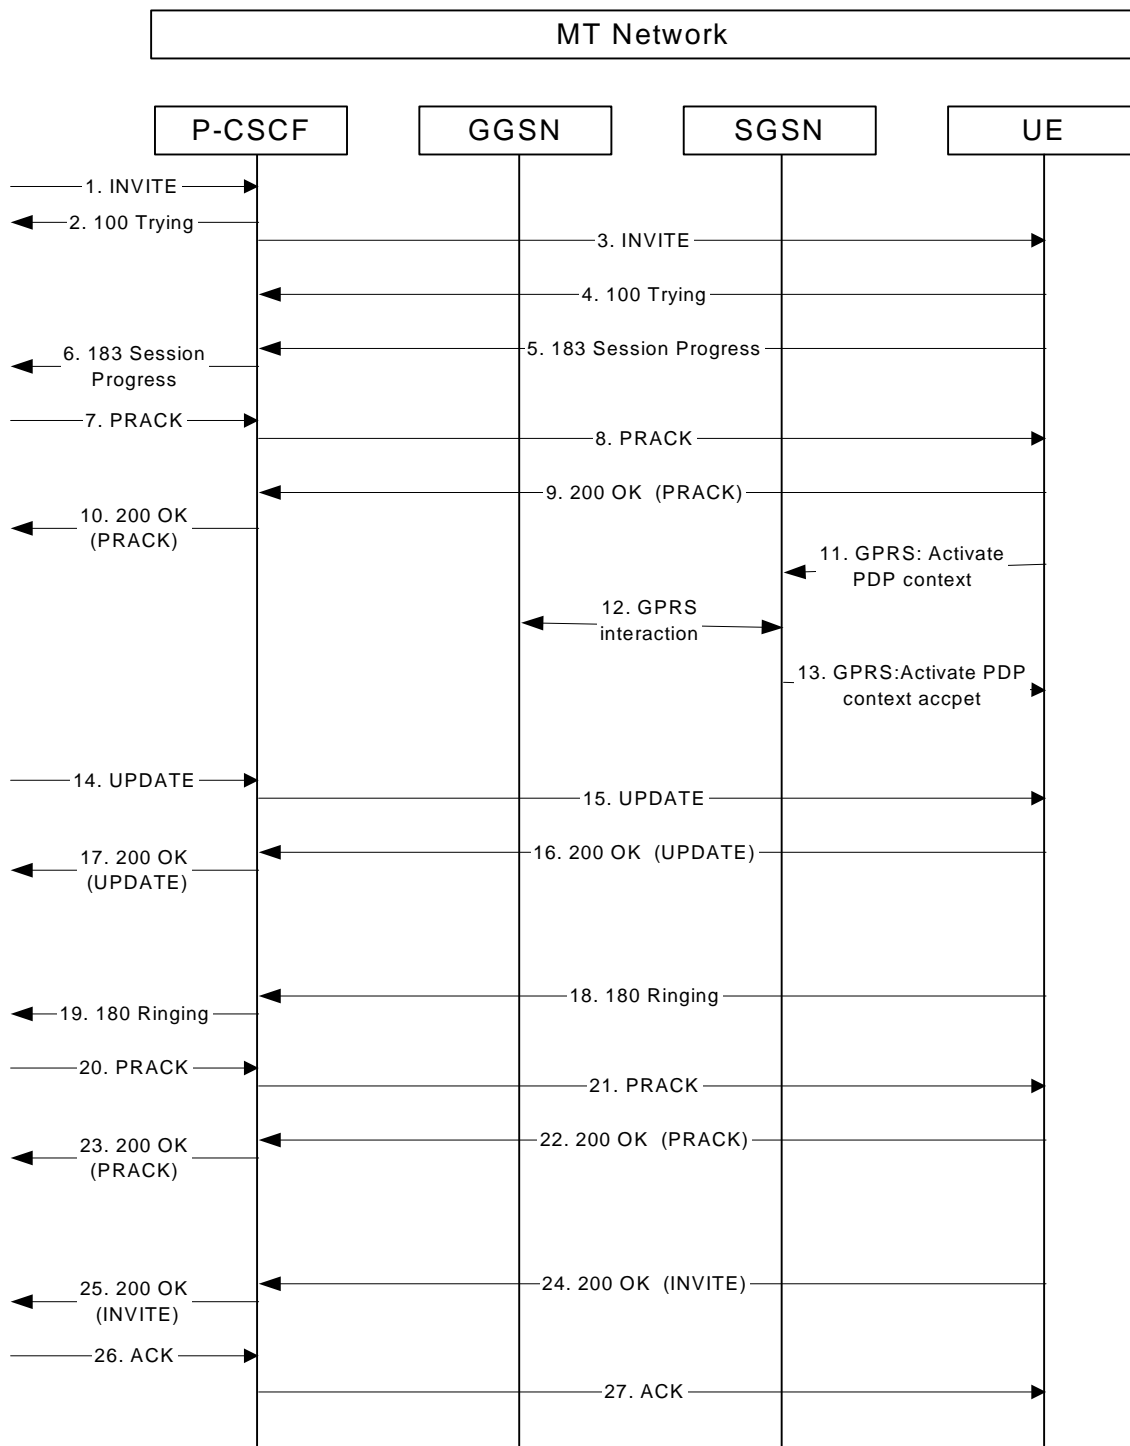 MT Network
P-CSCF
GGSN
SGSN
UE
1. INVITE
2. 100 Trying
3. INVITE
4. 100 Trying
5. 183 Session Progress
6. 183 Session
Progress
7. PRACK
8. PRACK
9. 200 OK (PRACK)
10. 200 OK
(PRACK)
11. GPRS: Activate
PDP context
12. GPRS
interaction
13. GPRS:Activate PDP
context accpet
14. UPDATE
15. UPDATE
16. 200 OK (UPDATE)
17. 200 OK
(UPDATE)
18. 180 Ringing
19. 180 Ringing
20. PRACK
21. PRACK
22. 200 OK (PRACK)
23. 200 OK
(PRACK)
24. 200 OK (INVITE)
25. 200 OK
(INVITE)
26. ACK
27. ACK